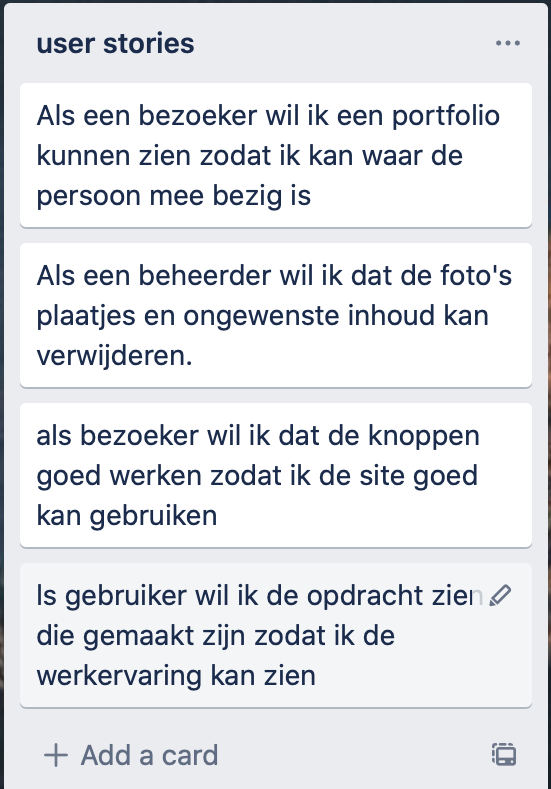 user stories
Als een bezoeker wil ik een portfolio
kunnen zien zodat ik kan waar de
persoon mee bezig is
Als een beheerder wil ik dat de foto's
plaatjes en ongewenste inhoud kan
verwijderen.
als bezoeker wil ik dat de knoppen
goed werken zodat ik de site goed
kan gebruiken
ls gebruiker wil ik de opdracht zien
die gemaakt zijn zodat ik de
werkervaring kan zien
Add a card